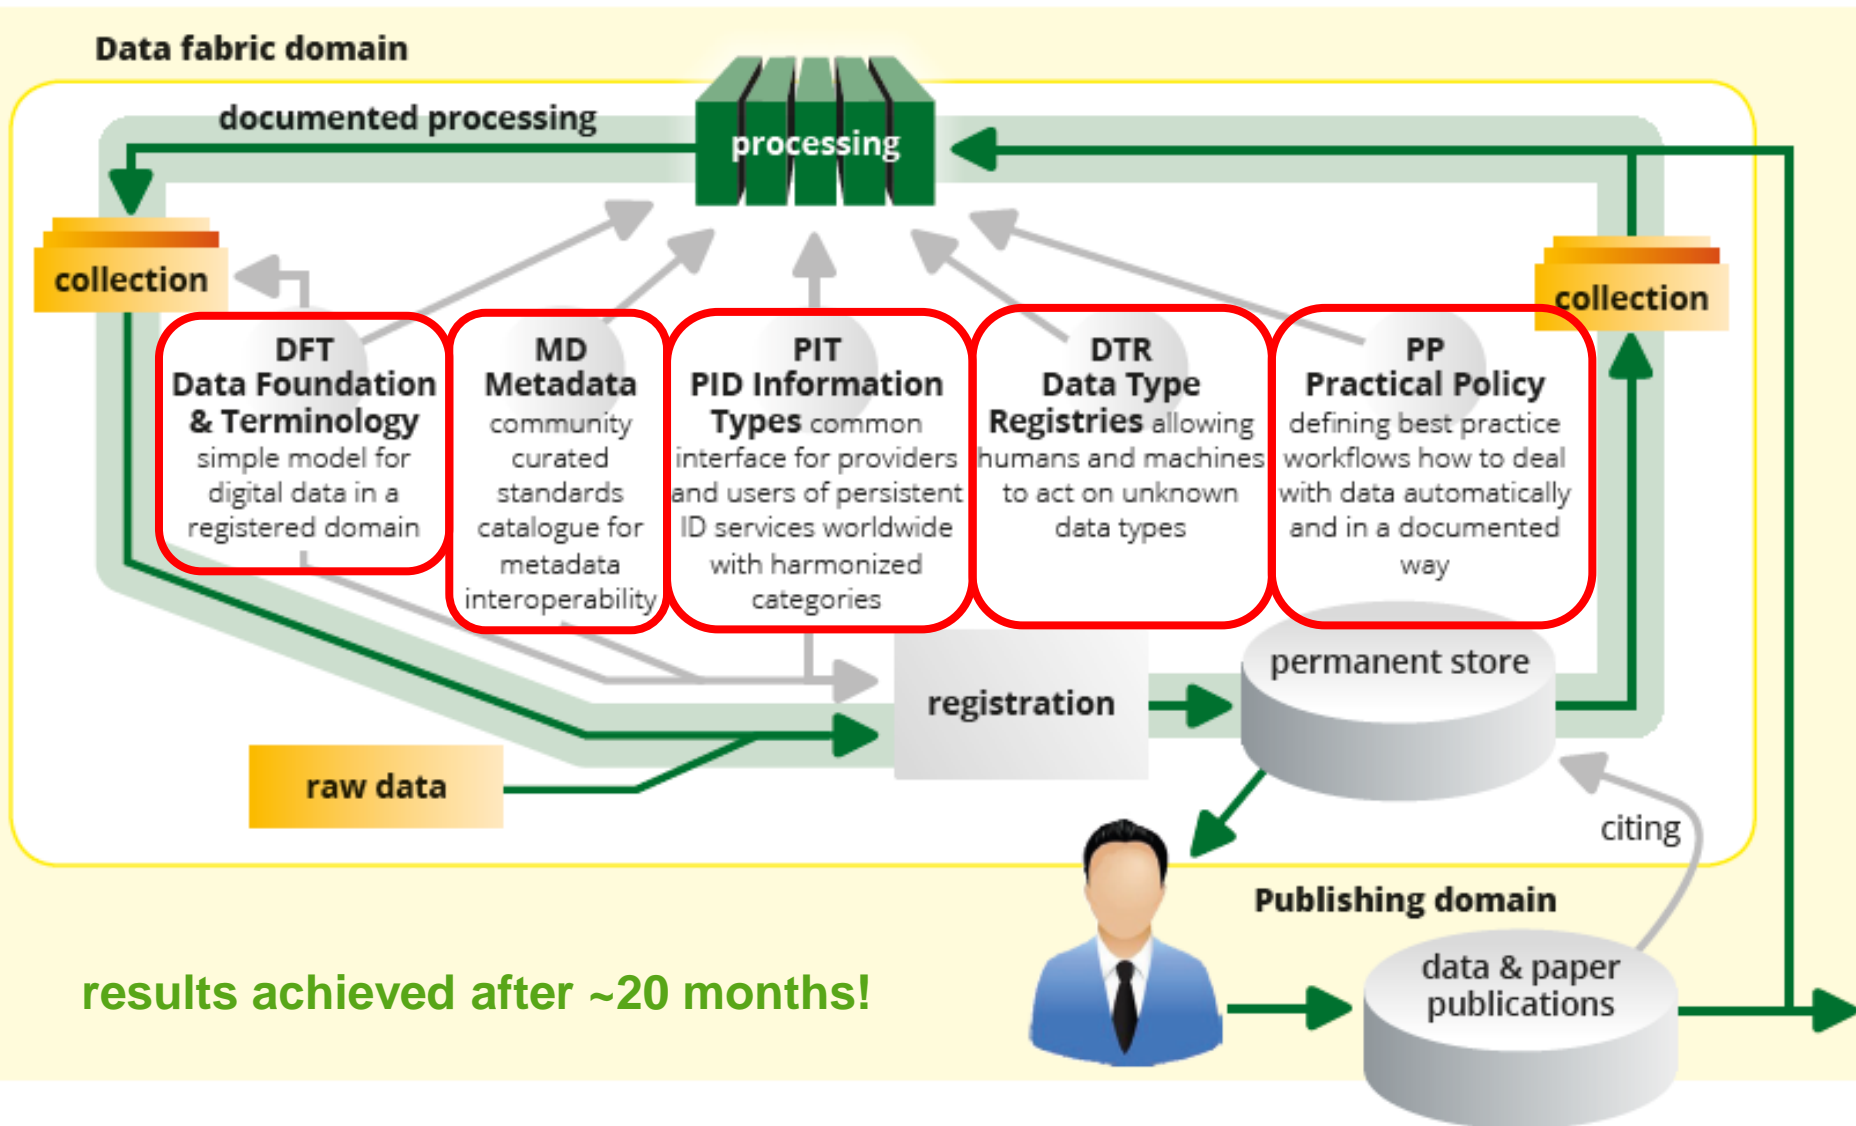 Data fabric domain
documented processing
processing
collection
collection
DFT
Data Foundation
& Terminology
simple model for
digital data in a
registered domain
MD
Metadata
community
curated
standards
catalogue for
metadata
interoperability
PIT
PID Information
Types common
interface for providers
and users of persistent
ID services worldwide
with harmonized
categories
DTR
Data Type
Registries allowing
humans and machines
to act on unknown
data types
PP
Practical Policy
defining best practice
workflows how to deal
with data automatically
and in a documented
way
permanent store
registration
raw data
citing
Publishing domain
data & paper
publications
results achieved after ~20 months!